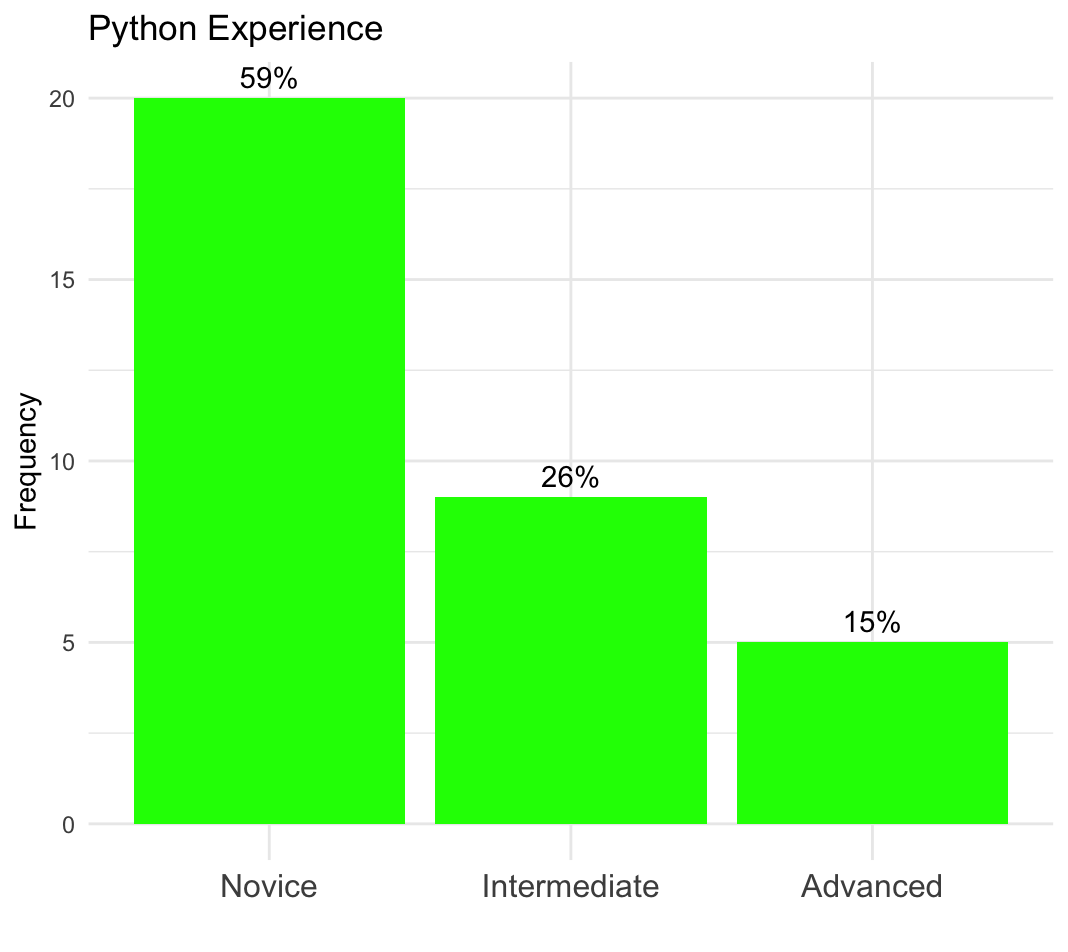 Python Experience
59%
20
15
Frequency
10
26%
5
15%
0
Novice
Intermediate
Advanced